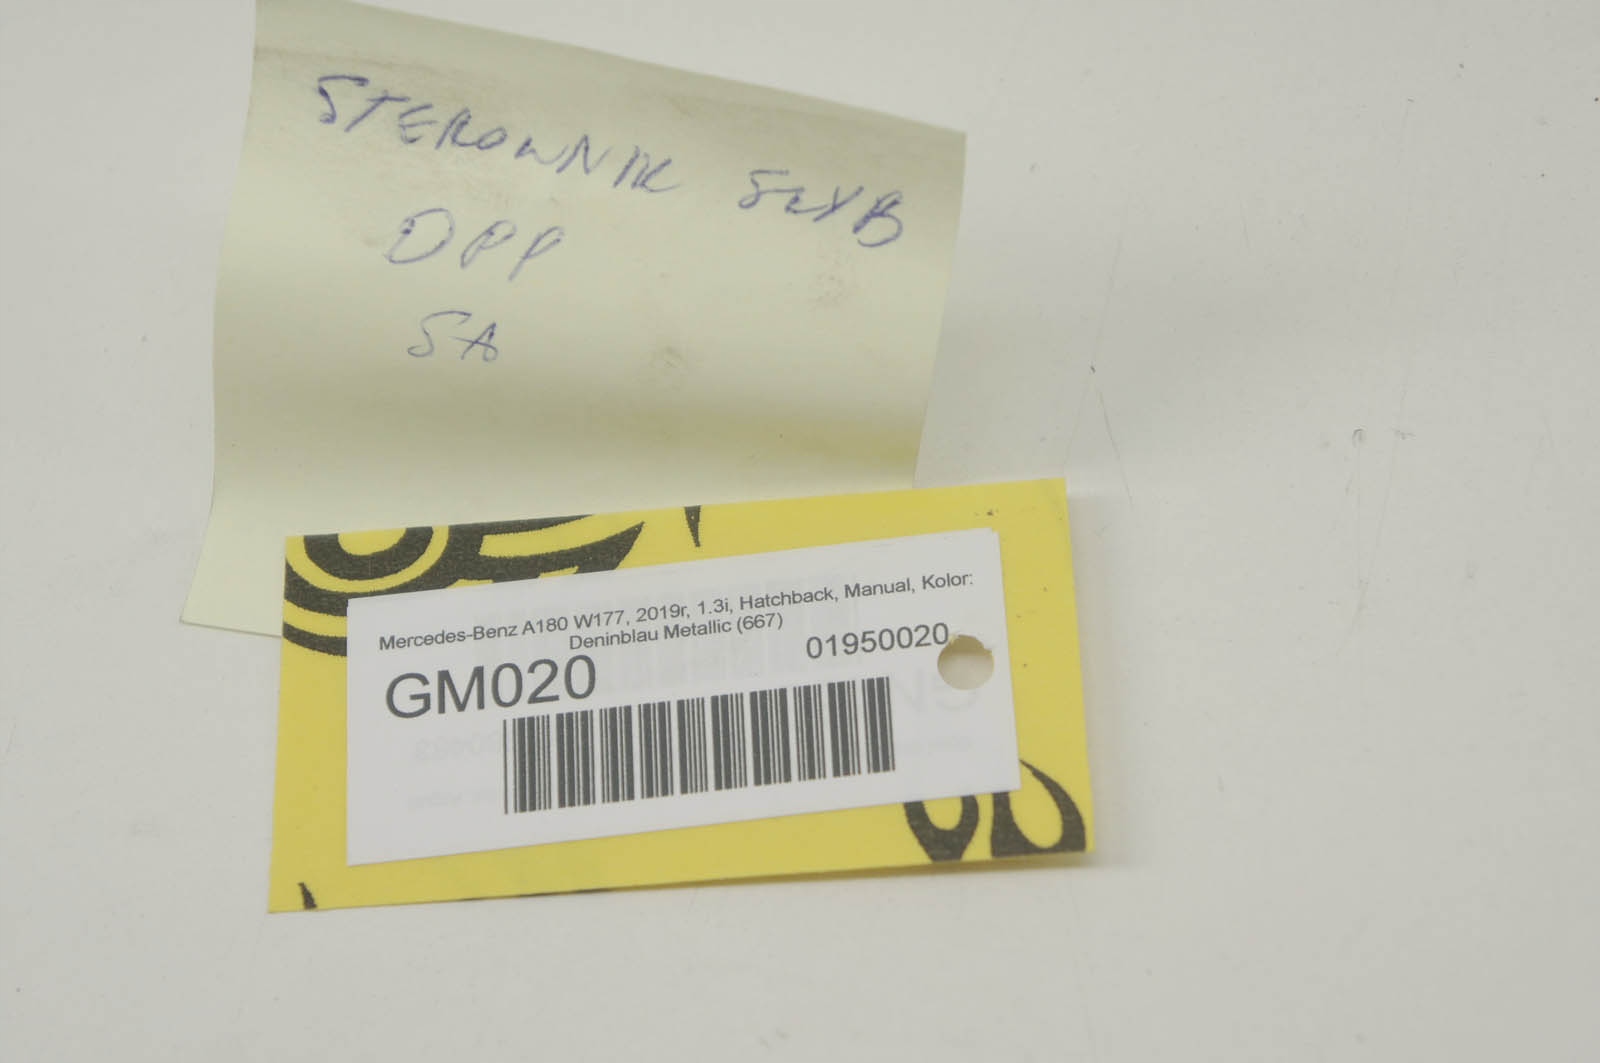 STEROWNIK SZYB
DPP
SA
Mercedes-Benz A180 W177, 2019r, 1.3i, Hatchback, Manual, Kolor:
Deninblau Metallic (667)
GM020
01950020